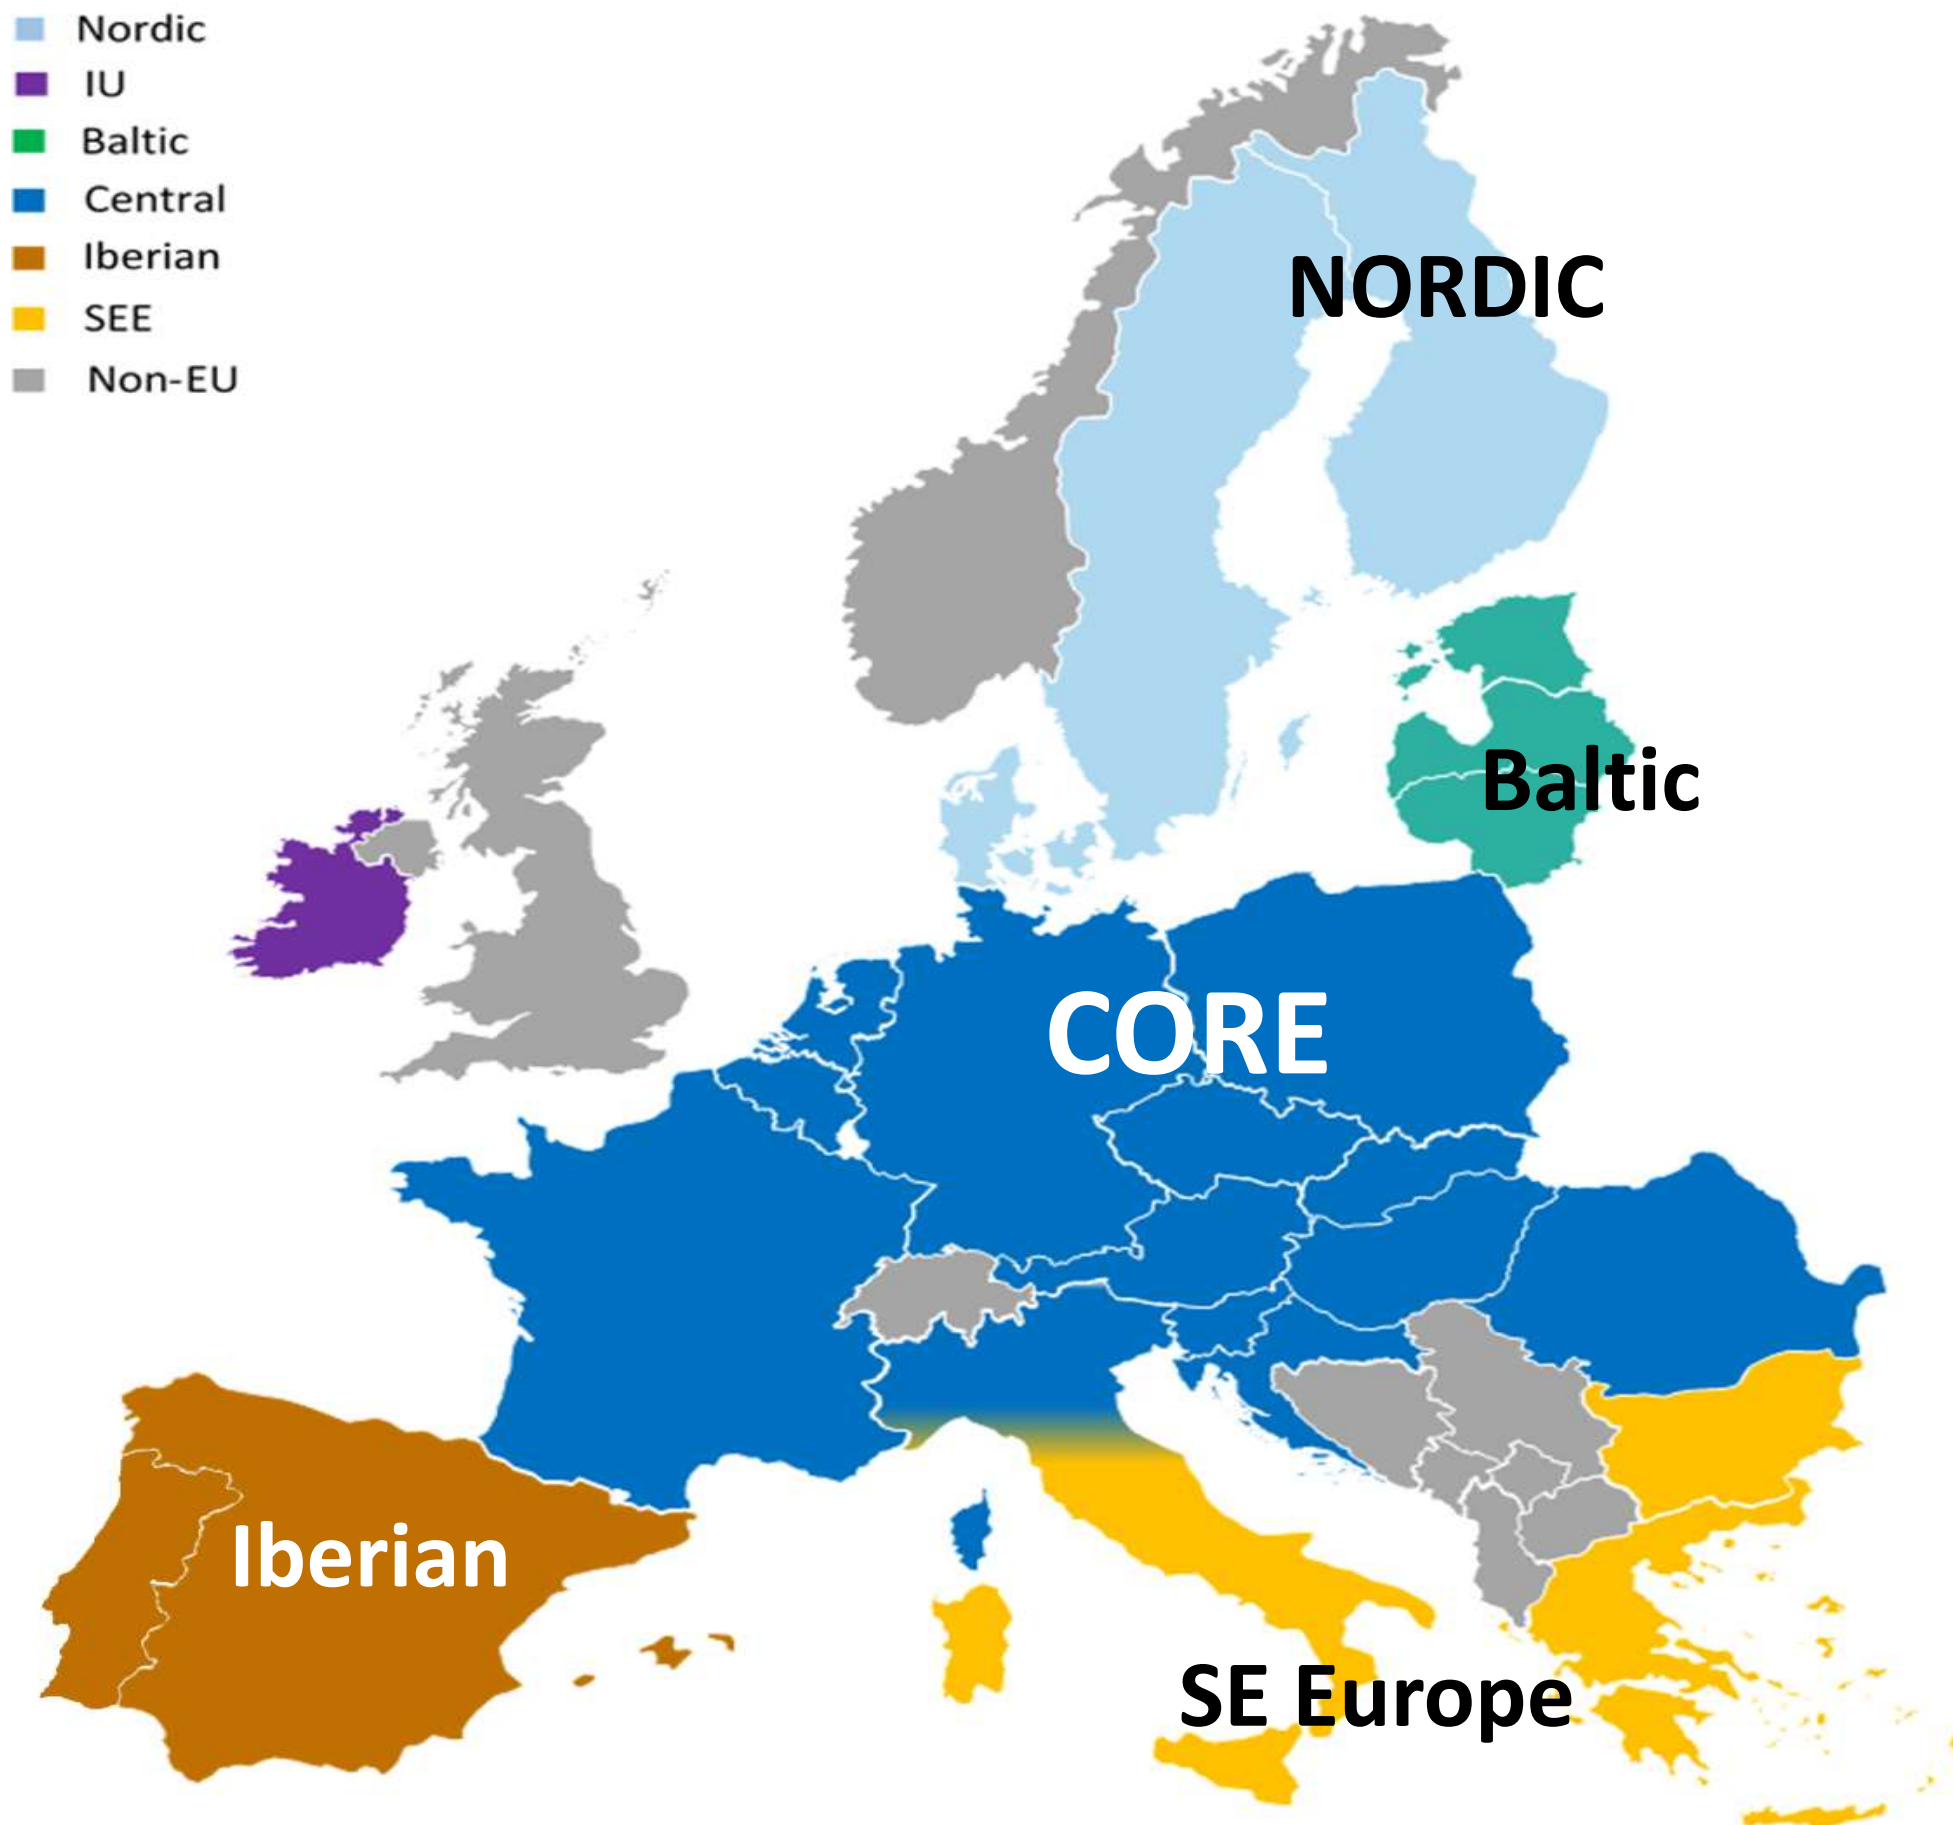 Nordic
IU
Baltic
Central
Iberian
SEE
Non-EU
NORDIC
Baltic
CORE
Iberian
SE Europe